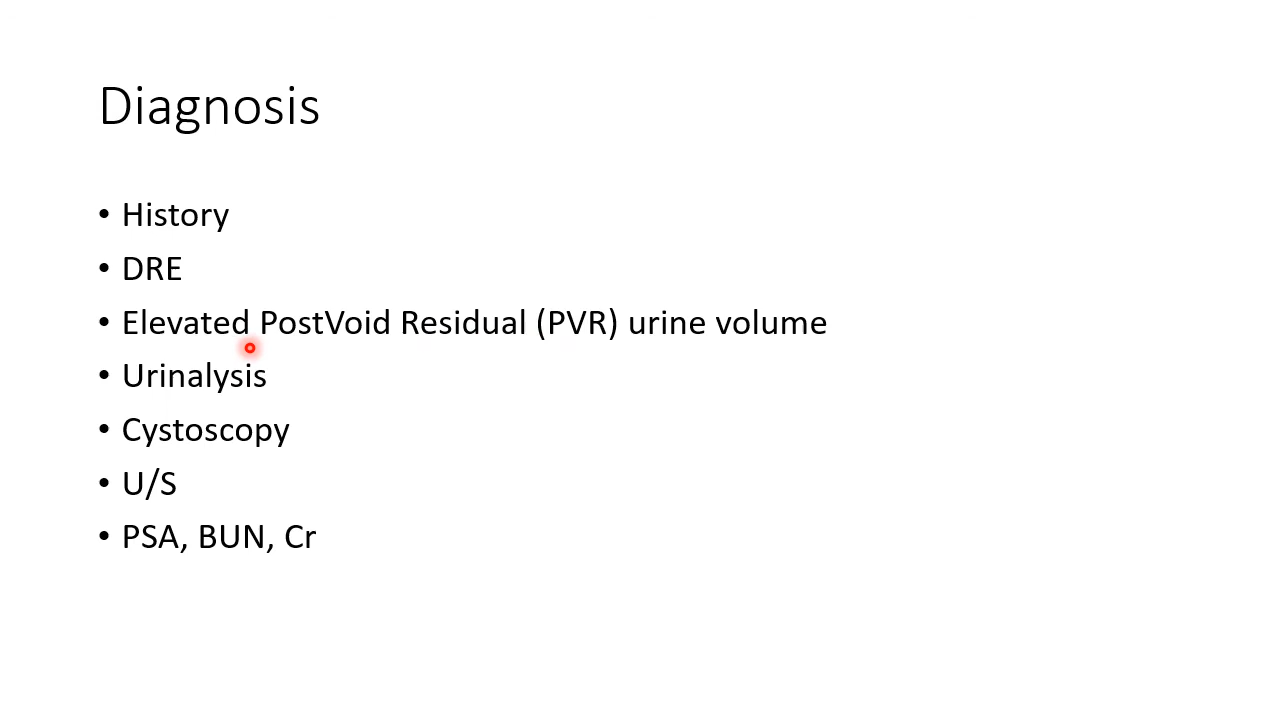 Diagnosis
• History
• DRE
• Elevated PostVoid Residual (PVR) urine volume
• Urinalysis
• Cystoscopy
• U/S
• PSA, BUN, Cr